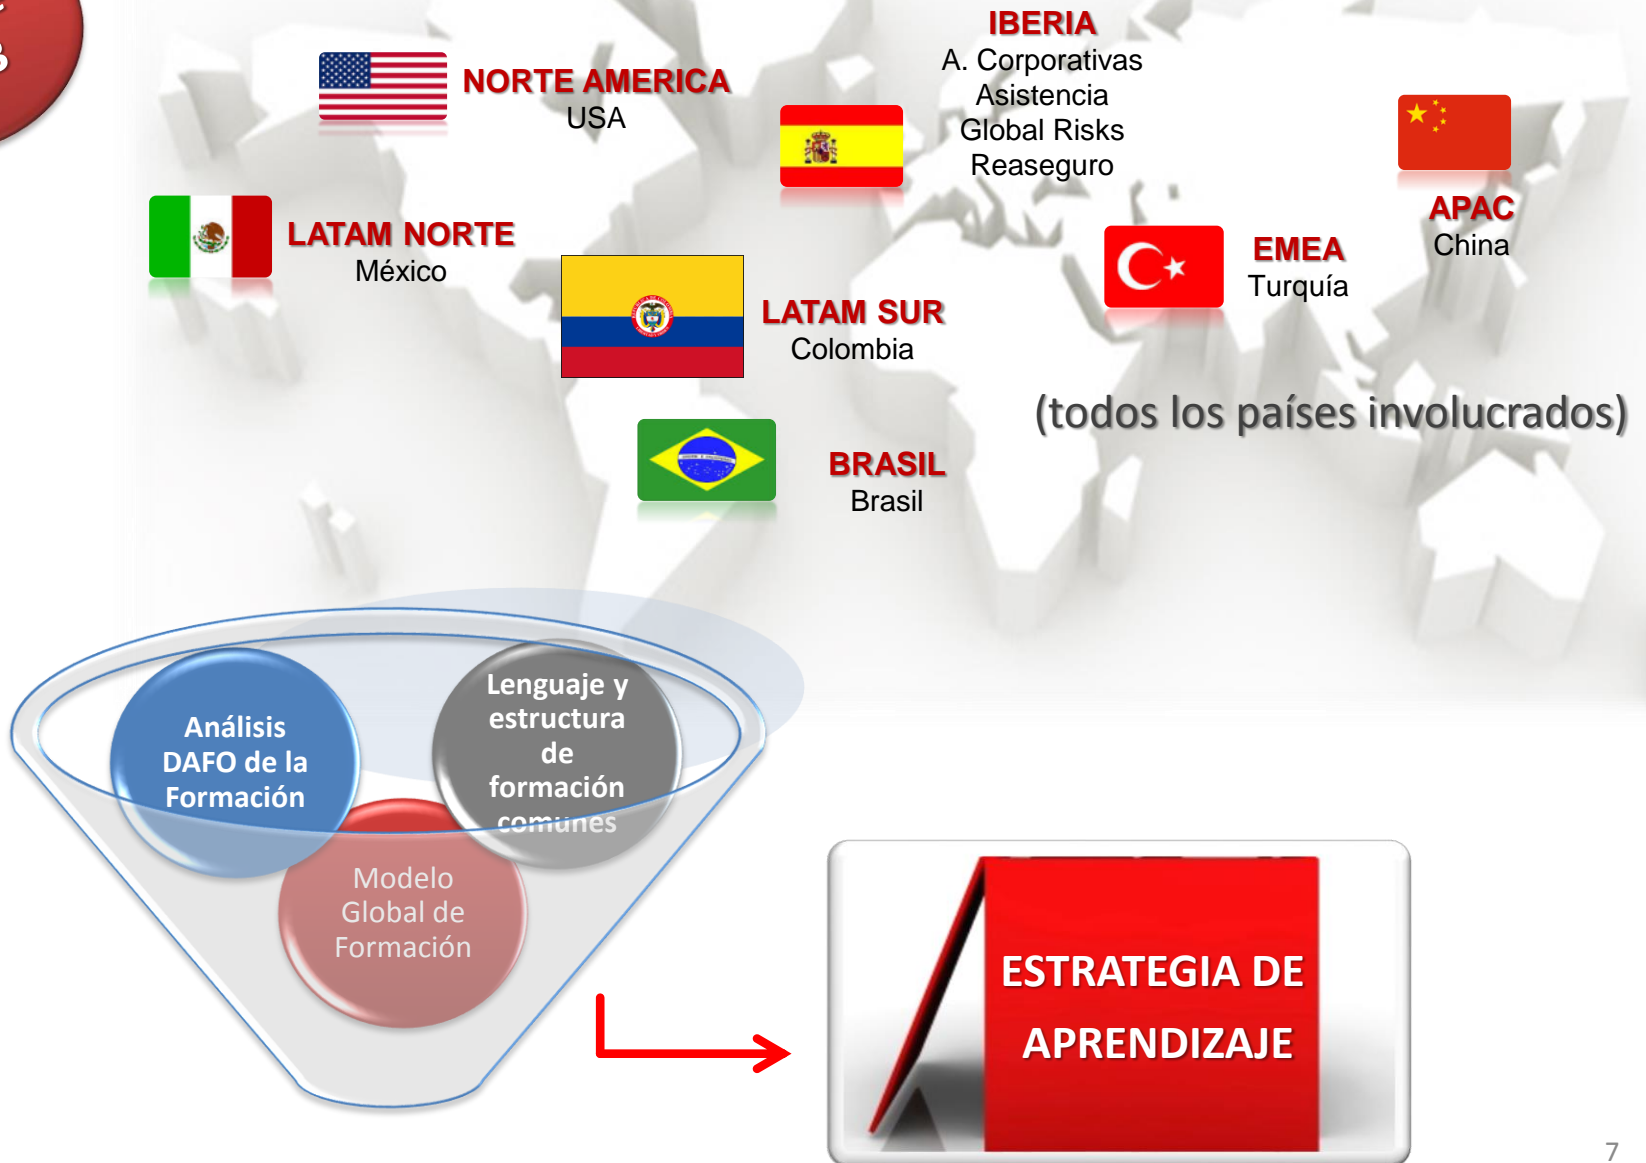 IBERIA
A. Corporativas
Asistencia
Global Risks
Reaseguro
NORTE AMERICA
USA
LATAM NORTE
México
APAC
China
EMEA
Turquía
LATAM SUR
Colombia
(todos los países involucrados)
BRASIL
Brasil
Análisis
DAFO de la
Formación
Lenguaje y
estructura
de
formación
comunes
Modelo
Global de
Formación
ESTRATEGIA DE
APRENDIZAJE
7